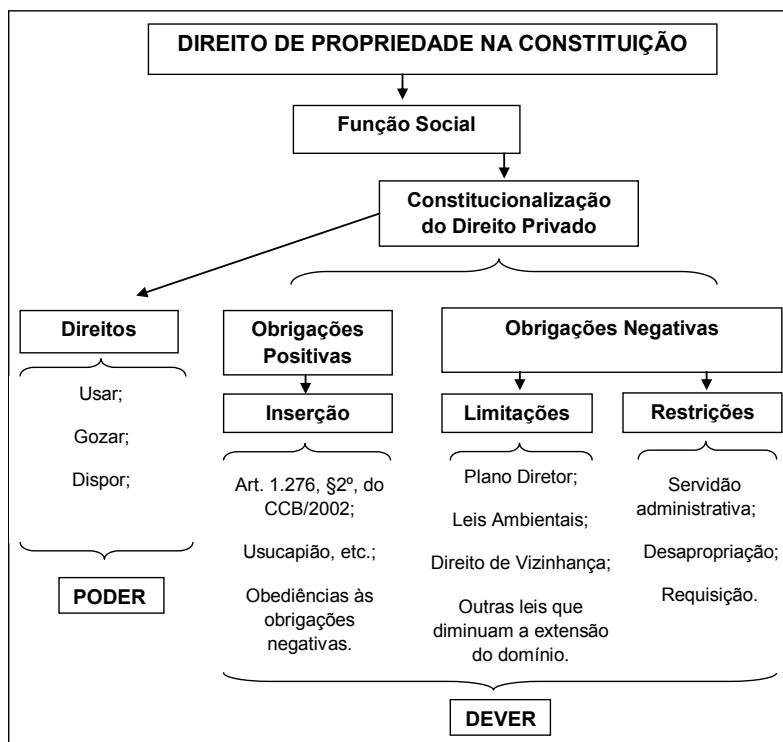 DIREITO DE PROPRIEDADE NA CONSTITUIÇÃO
Função Social
Constitucionalização
do Direito Privado
Direitos
Usar;
Gozar;
Dispor;
PODER
Obrigações
Positivas
Inserção
Art. 1.276, §2º, do
CCB/2002;
Usucapião, etc.;
Obediências às
obrigações
negativas.
Obrigações Negativas
Limitações
Plano Diretor;
Leis Ambientais;
Direito de Vizinhança;
Outras leis que
diminuam a extensão
do domínio.
Restrições
Servidão
administrativa;
Desapropriação;
Requisição.
DEVER